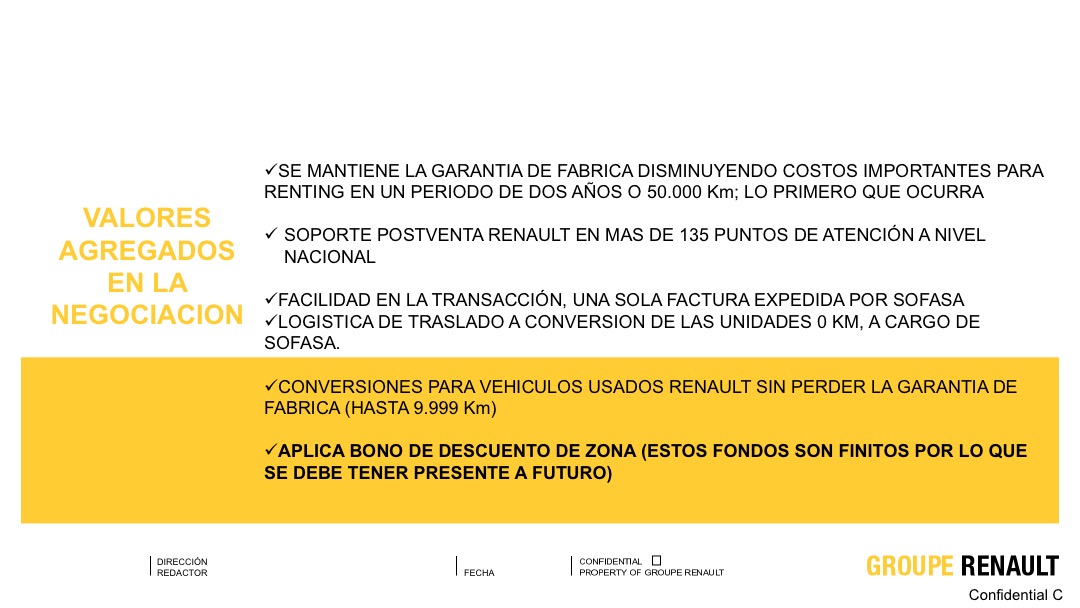 VALORES
AGREGADOS
EN LA
NEGOCIACION
✓SE MANTIENE LA GARANTIA DE FABRICA DISMINUYENDO COSTOS IMPORTANTES PARA
RENTING EN UN PERIODO DE DOS AÑOS O 50.000 Km; LO PRIMERO QUE OCURRA
✓ SOPORTE POSTVENTA RENAULT EN MAS DE 135 PUNTOS DE ATENCIÓN A NIVEL
NACIONAL
✓FACILIDAD EN LA TRANSACCIÓN, UNA SOLA FACTURA EXPEDIDA POR SOFASA
✓LOGISTICA DE TRASLADO A CONVERSION DE LAS UNIDADES 0 KM, A CARGO DE
SOFASA.
✓CONVERSIONES PARA VEHICULOS USADOS RENAULT SIN PERDER LA GARANTIA DE
FABRICA (HASTA 9.999 Km)
✓APLICA BONO DE DESCUENTO DE ZONA (ESTOS FONDOS SON FINITOS POR LO QUE
SE DEBE TENER PRESENTE A FUTURO)
DIRECCIÓN
REDACTOR
FECHA
CONFIDENTIAL ☐
PROPERTY OF GROUPE RENAULT
GROUPE RENAULT
Confidential C